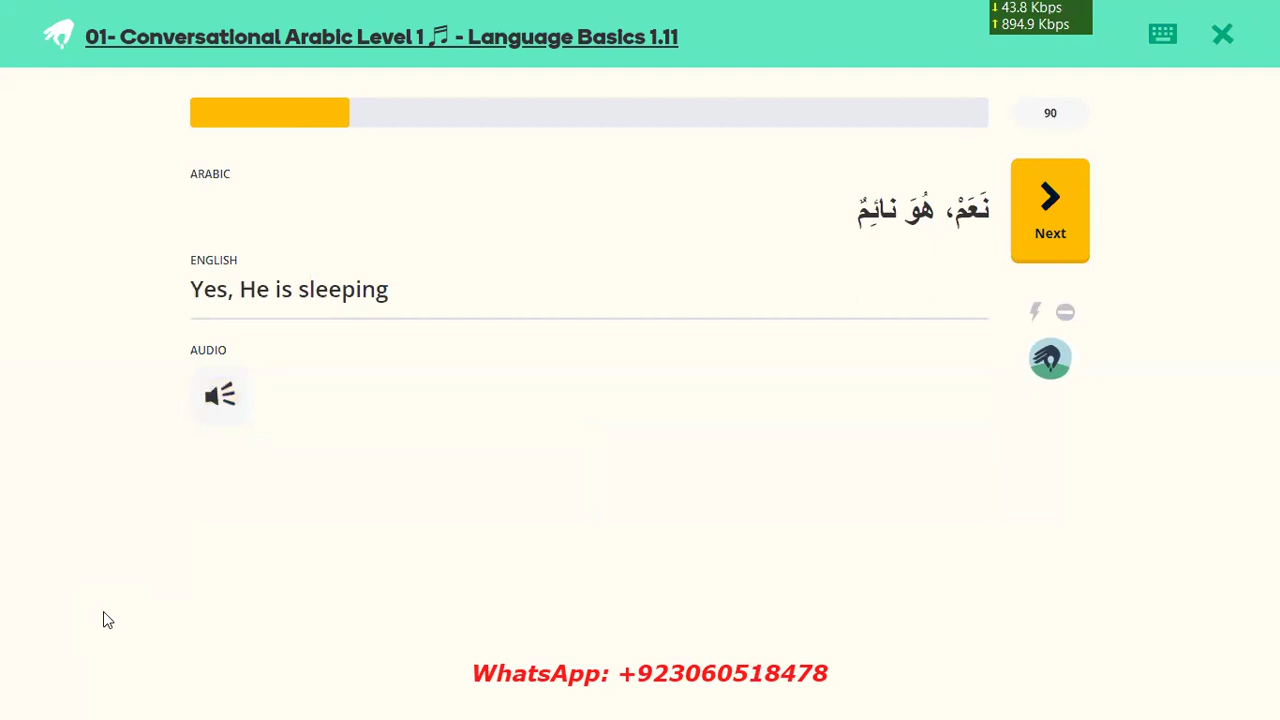 01- Conversational Arabic Level 1 🎵 - Language Basics 1.11
↓ 43.8 Kbps
↑ 894.9 Kbps
90
ARABIC
نَعَمْ، هُوَ نائِمٌ
Next
ENGLISH
Yes, He is sleeping
AUDIO
WhatsApp: +923060518478